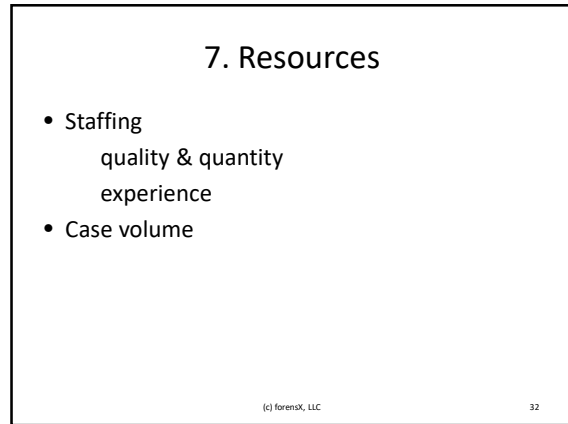 7. Resources
• Staffing
quality & quantity
experience
• Case volume
(c) forensX, LLC 32